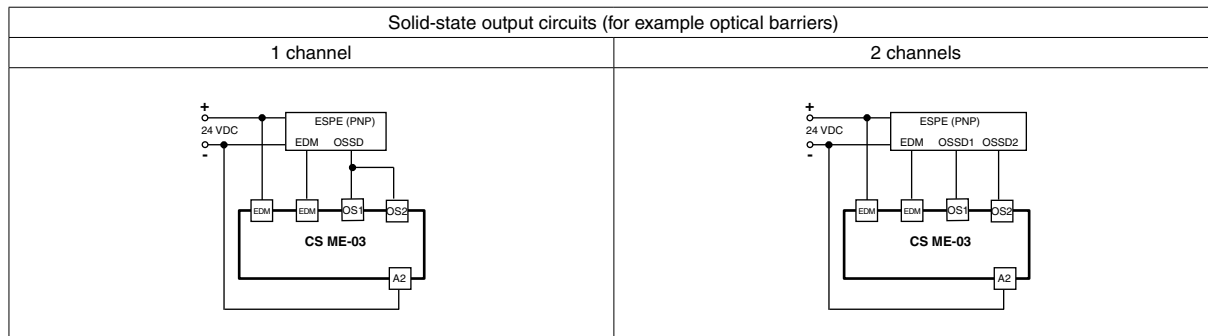 Solid-state output circuits (for example optical barriers)
1 channel
2 channels
+
24 VDC
-
ESPE (PNP)
EDM OSSD
EDM EDM OS1 OS2
CS ME-03
A2
+
24 VDC
-
ESPE (PNP)
EDM OSSD1 OSSD2
EDM EDM OS1 OS2
CS ME-03
A2